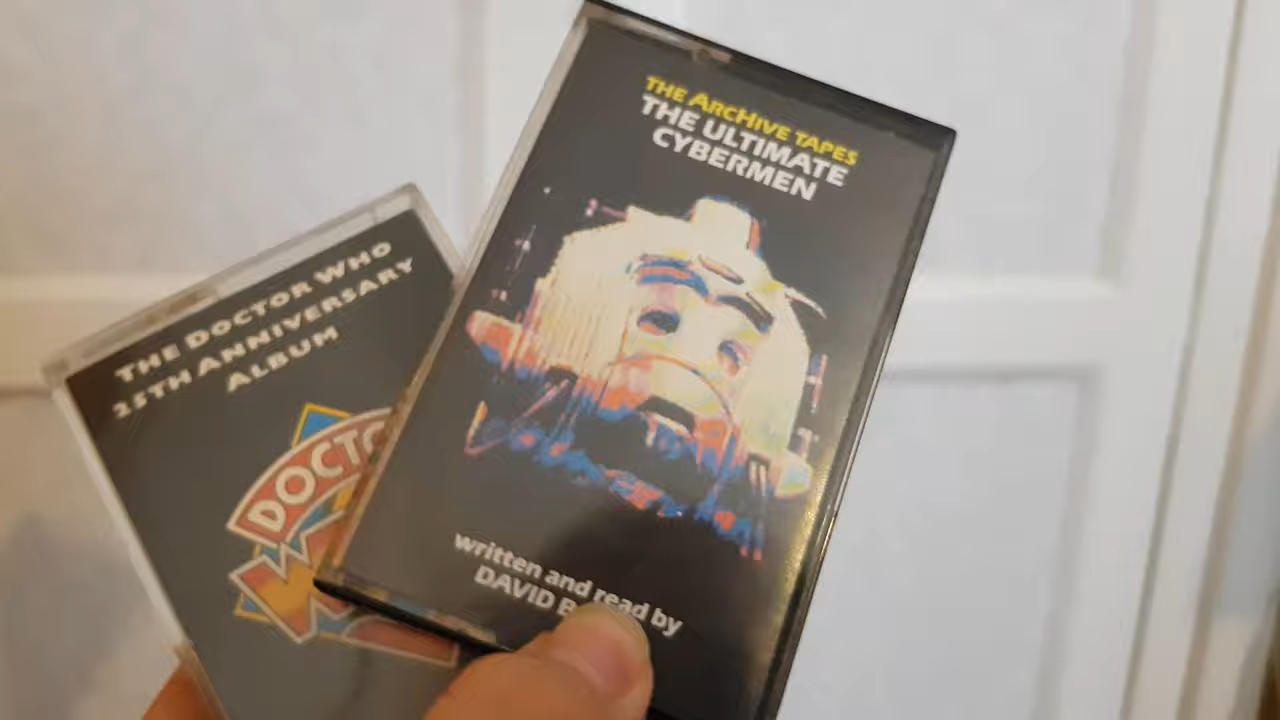 THE DOCTOR WHO
25TH ANNIVERSARY
ALBUM
DOCTO
W
THE ARCHIVE TAPES
THE ULTIMATE
CYBERMEN
written and read by
DAVID B